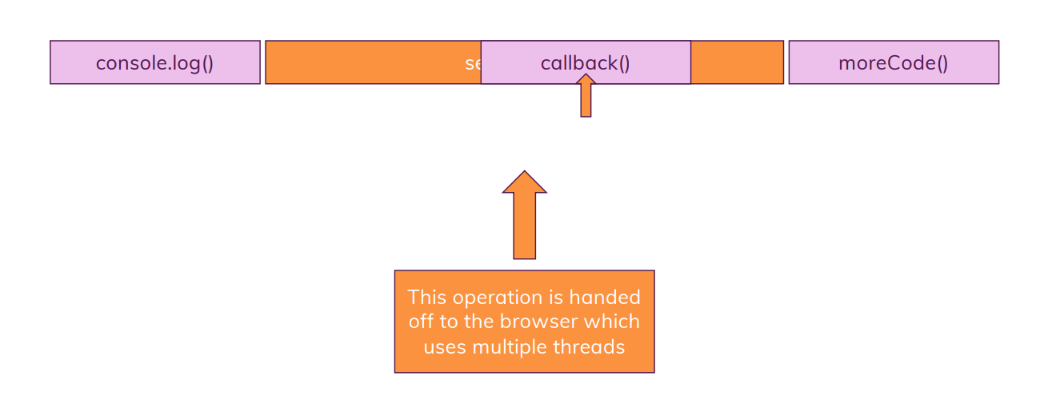 console.log()
se
callback()
moreCode()
This operation is handed
off to the browser which
uses multiple threads